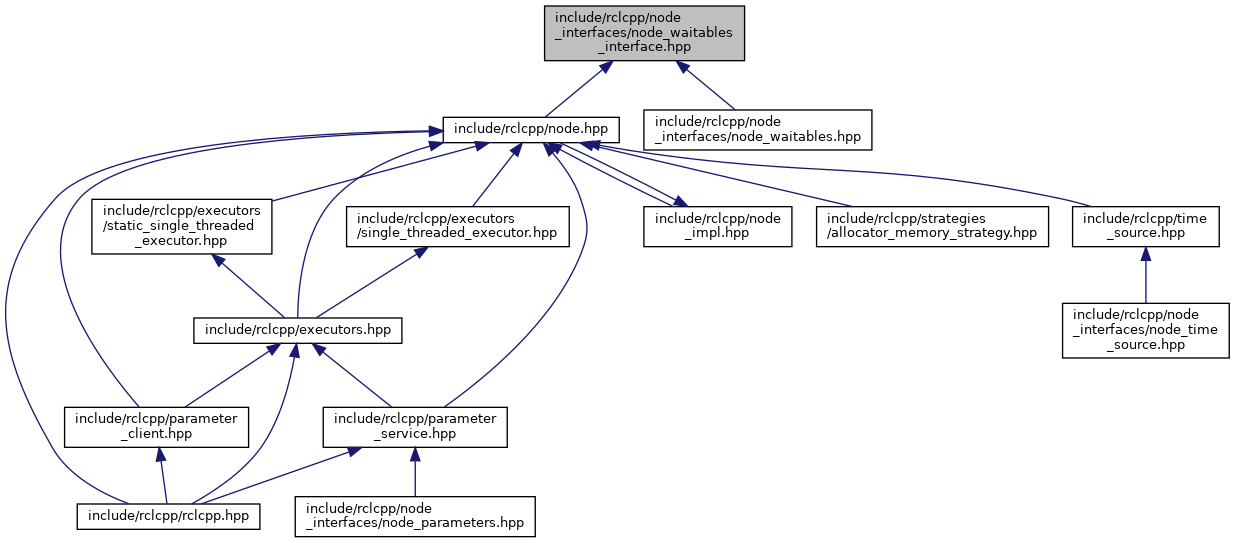 include/rclcpp/node
_interfaces/node_waitables
_interface.hpp
include/rclcpp/node.hpp
include/rclcpp/node
_interfaces/node_waitables.hpp
include/rclcpp/executors
/static_single_threaded
_executor.hpp
include/rclcpp/executors
/single_threaded_executor.hpp
include/rclcpp/node
_impl.hpp
include/rclcpp/strategies
/allocator_memory_strategy.hpp
include/rclcpp/time
_source.hpp
include/rclcpp/executors.hpp
include/rclcpp/node
_interfaces/node_time
_source.hpp
include/rclcpp/parameter
_client.hpp
include/rclcpp/parameter
_service.hpp
include/rclcpp/rclcpp.hpp
include/rclcpp/node
_interfaces/node_parameters.hpp